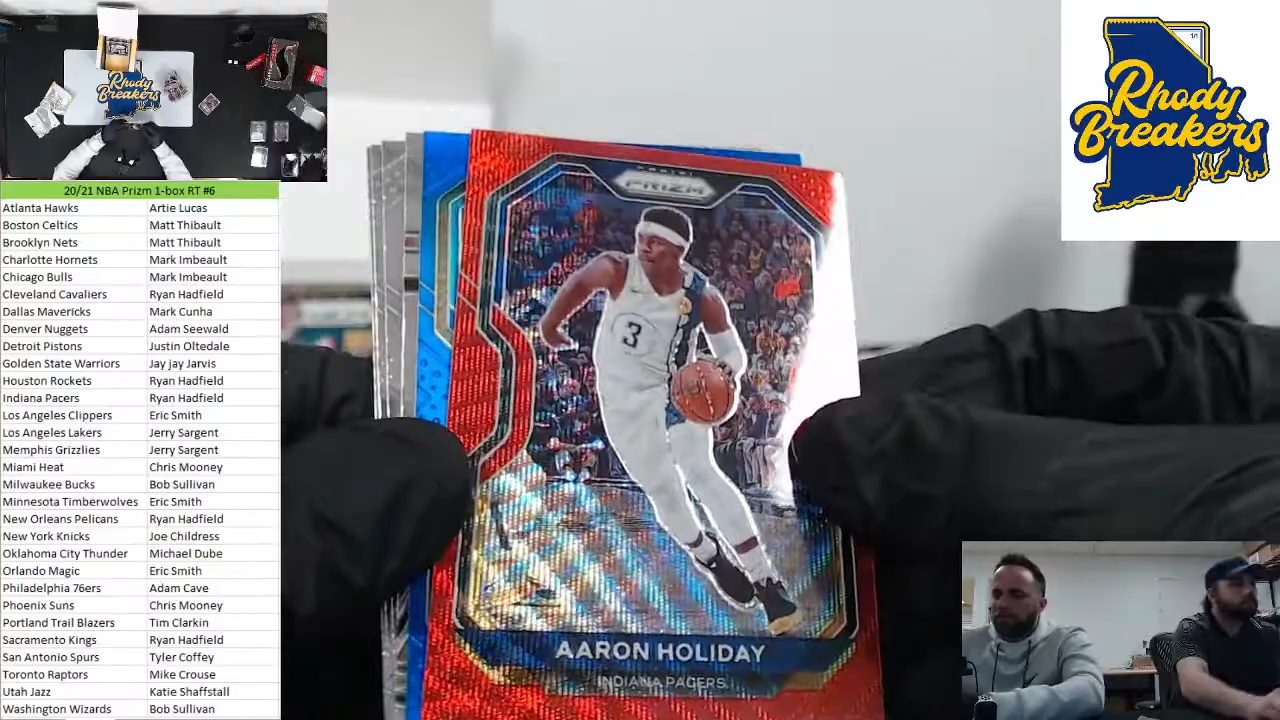 Rhody
Breakers
20/21 NBA Prizm 1-box RT #6
Atlanta Hawks Artie Lucas
Boston Celtics Matt Thibault
Brooklyn Nets Matt Thibault
Charlotte Hornets Mark Imbeault
Chicago Bulls Mark Imbeault
Cleveland Cavaliers Ryan Hadfield
Dallas Mavericks Mark Cunha
Denver Nuggets Adam Seewald
Detroit Pistons Justin Oltedale
Golden State Warriors Jay jay Jarvis
Houston Rockets Ryan Hadfield
Indiana Pacers Ryan Hadfield
Los Angeles Clippers Eric Smith
Los Angeles Lakers Jerry Sargent
Memphis Grizzlies Jerry Sargent
Miami Heat Chris Mooney
Milwaukee Bucks Bob Sullivan
Minnesota Timberwolves Eric Smith
New Orleans Pelicans Ryan Hadfield
New York Knicks Joe Childress
Oklahoma City Thunder Michael Dube
Orlando Magic Eric Smith
Philadelphia 76ers Adam Cave
Phoenix Suns Chris Mooney
Portland Trail Blazers Tim Clarkin
Sacramento Kings Ryan Hadfield
San Antonio Spurs Tyler Coffey
Toronto Raptors Mike Crouse
Utah Jazz Katie Shaffstall
Washington Wizards Bob Sullivan
PANINI
PRIZM
3
AARON HOLIDAY
INDIANA PACERS
1/1
Rhody
Breakers